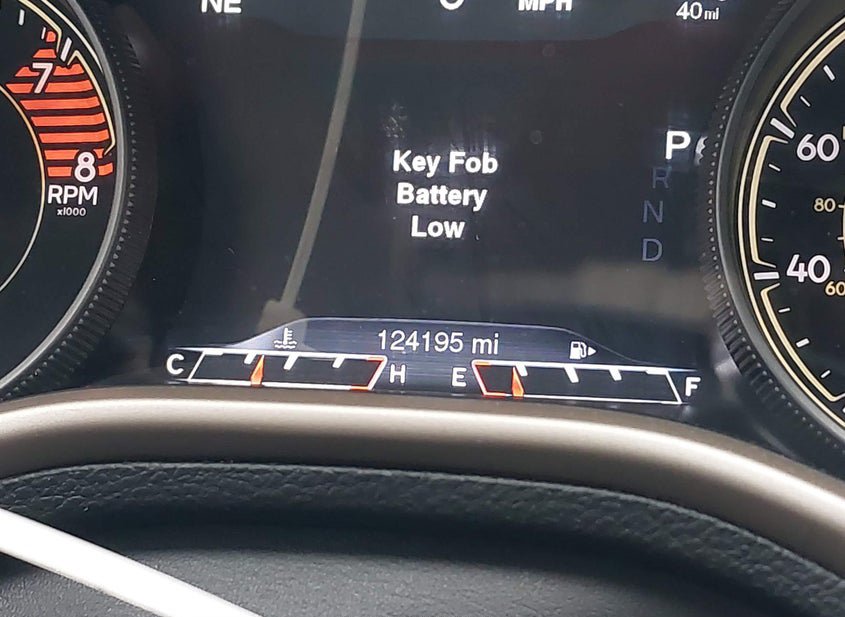 NE
MPH
40 mi
7
8
RPM
x1000
Key Fob
Battery
Low
P
R
N
D
60
80
40
60
124195 mi
C
H
E
F